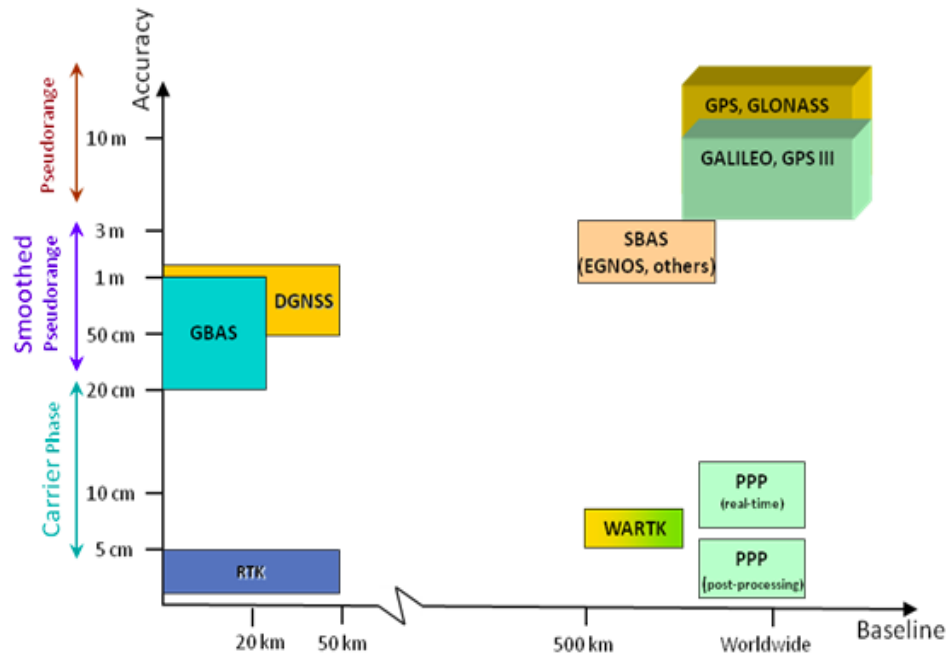 Accuracy
Pseudorange
Smoothed
Pseudorange
Carrier Phase
10 m
3 m
1 m
50 cm
20 cm
10 cm
5 cm
GPS, GLONASS
GALILEO, GPS III
SBAS
(EGNOS, others)
DGNSS
GBAS
PPP
(real-time)
WARTK
PPP
(post-processing)
RTK
20 km
50 km
500 km
Worldwide
Baseline